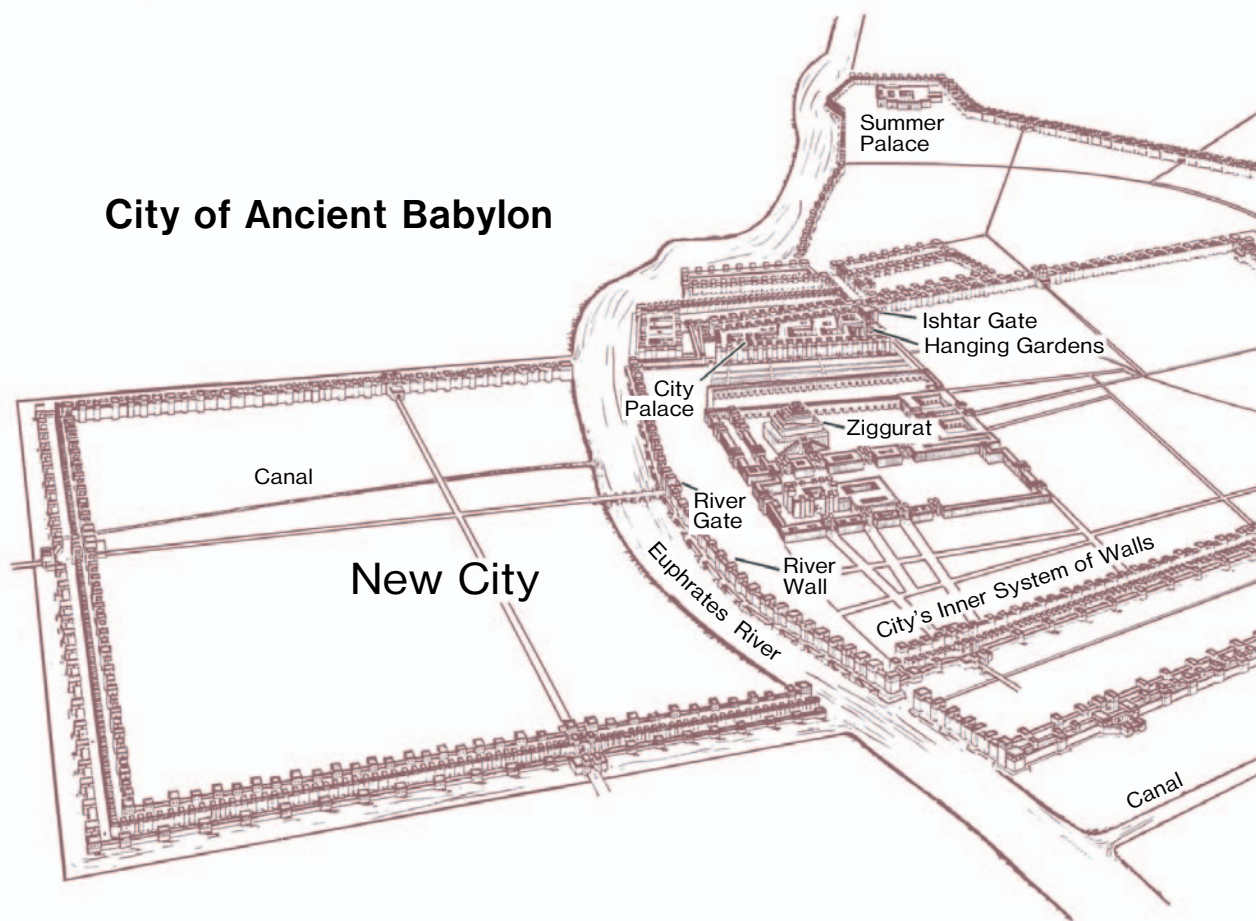 Summer
Palace
City of Ancient Babylon
Ishtar Gate
Hanging Gardens
City
Palace
Ziggurat
Canal
River
Gate
New City
River
Wall
Euphrates River
City’s Inner System of Walls
Canal